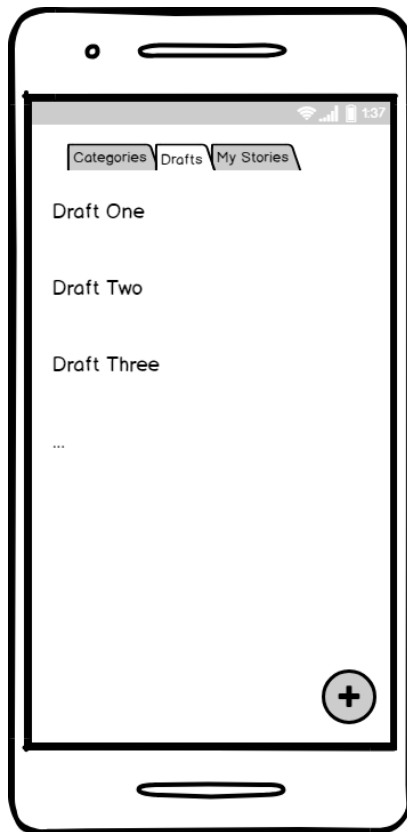 1:37
Categories Drafts My Stories
Draft One
Draft Two
Draft Three
...